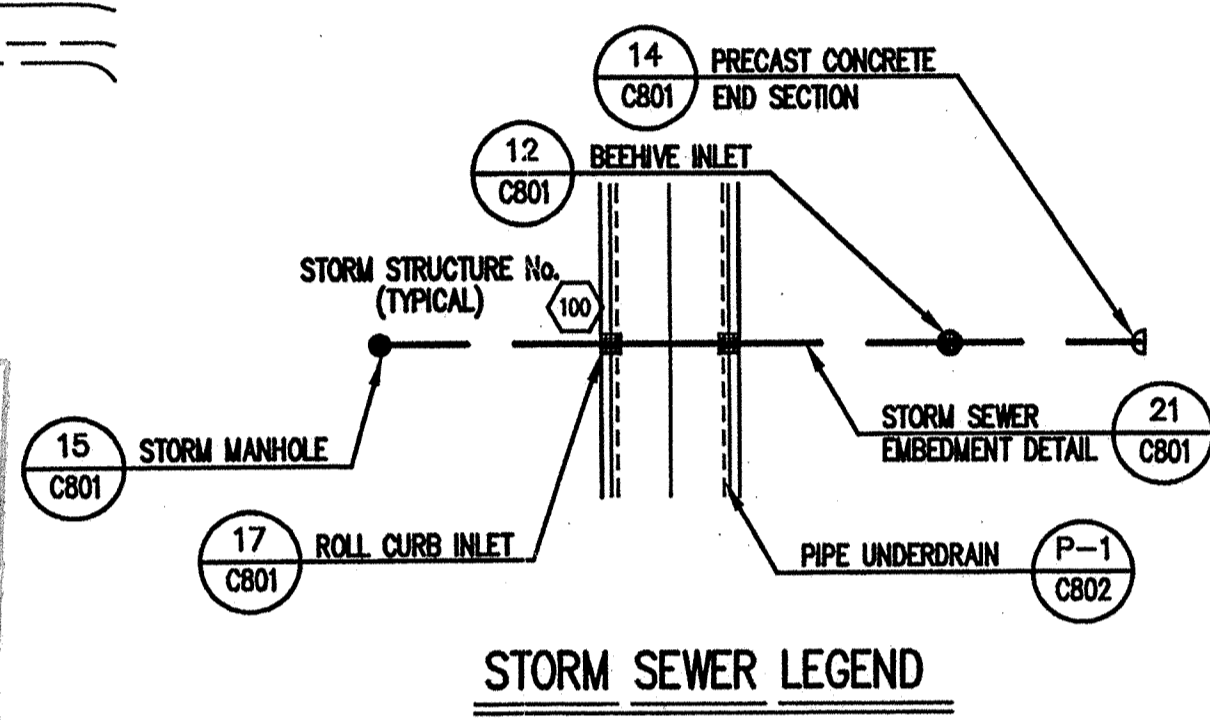 14
C801
PRECAST CONCRETE
END SECTION
12
C801
BEEHIVE INLET
STORM STRUCTURE No.
(TYPICAL)
100
15
C801
STORM MANHOLE
STORM SEWER
EMBEDMENT DETAIL
21
C801
17
C801
ROLL CURB INLET
PIPE UNDERDRAIN
P-1
C802
STORM SEWER LEGEND